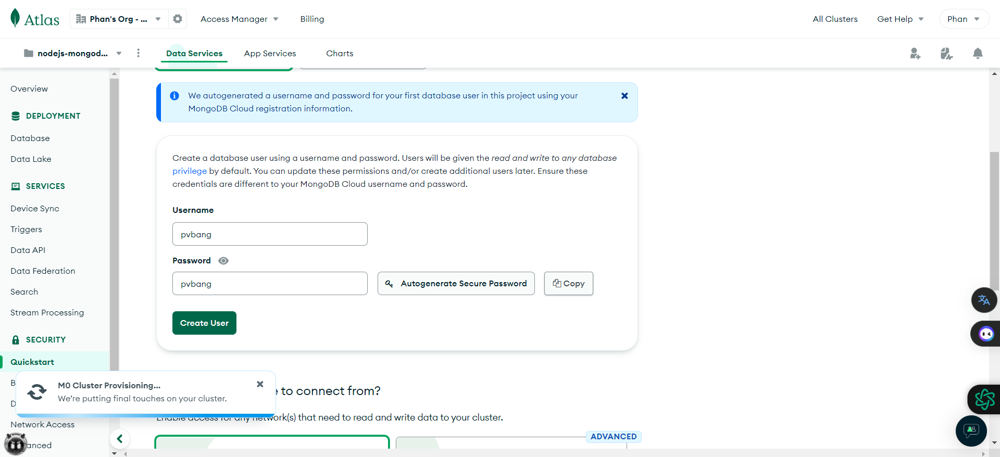 Atlas
Phan's Org - ...
Access Manager
Billing
All Clusters
Get Help
Phan
nodejs-mongod...
Data Services
App Services
Charts
Overview
DEPLOYMENT
Database
Data Lake
SERVICES
Device Sync
Triggers
Data API
Data Federation
Search
Stream Processing
SECURITY
Quickstart
B
D
Network Access
anced
We autogenerated a username and password for your first database user in this project using your
MongoDB Cloud registration information.
Create a database user using a username and password. Users will be given the read and write to any database
privilege by default. You can update these permissions and/or create additional users later. Ensure these
credentials are different to your MongoDB Cloud username and password.
Username
pvbang
Password
pvbang
Autogenerate Secure Password
Copy
Create User
M0 Cluster Provisioning...
We're putting final touches on your cluster.
e to connect from?
Enable access for any network(s) that need to read and write data to your cluster.
ADVANCED